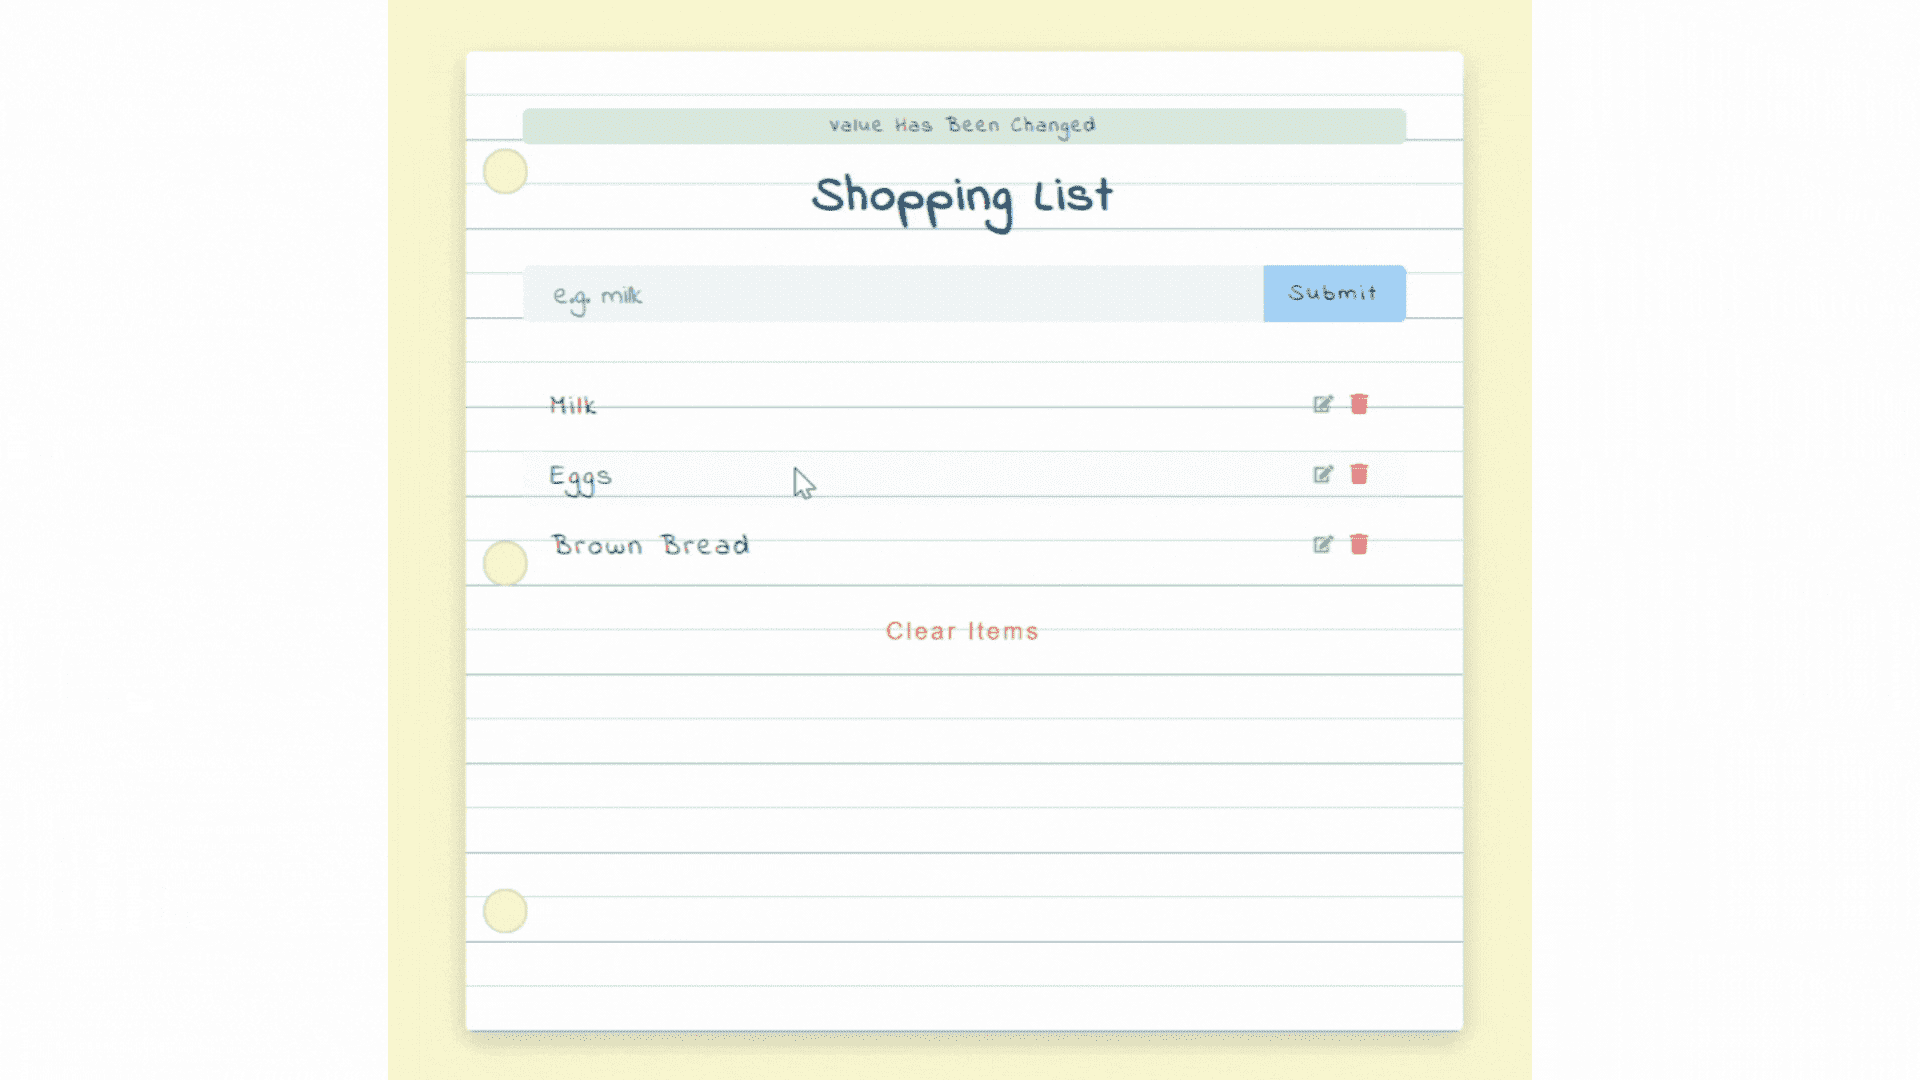 Value Has Been Changed
Shopping List
e.g. milk
Submit
Milk
Eggs
Brown Bread
Clear Items